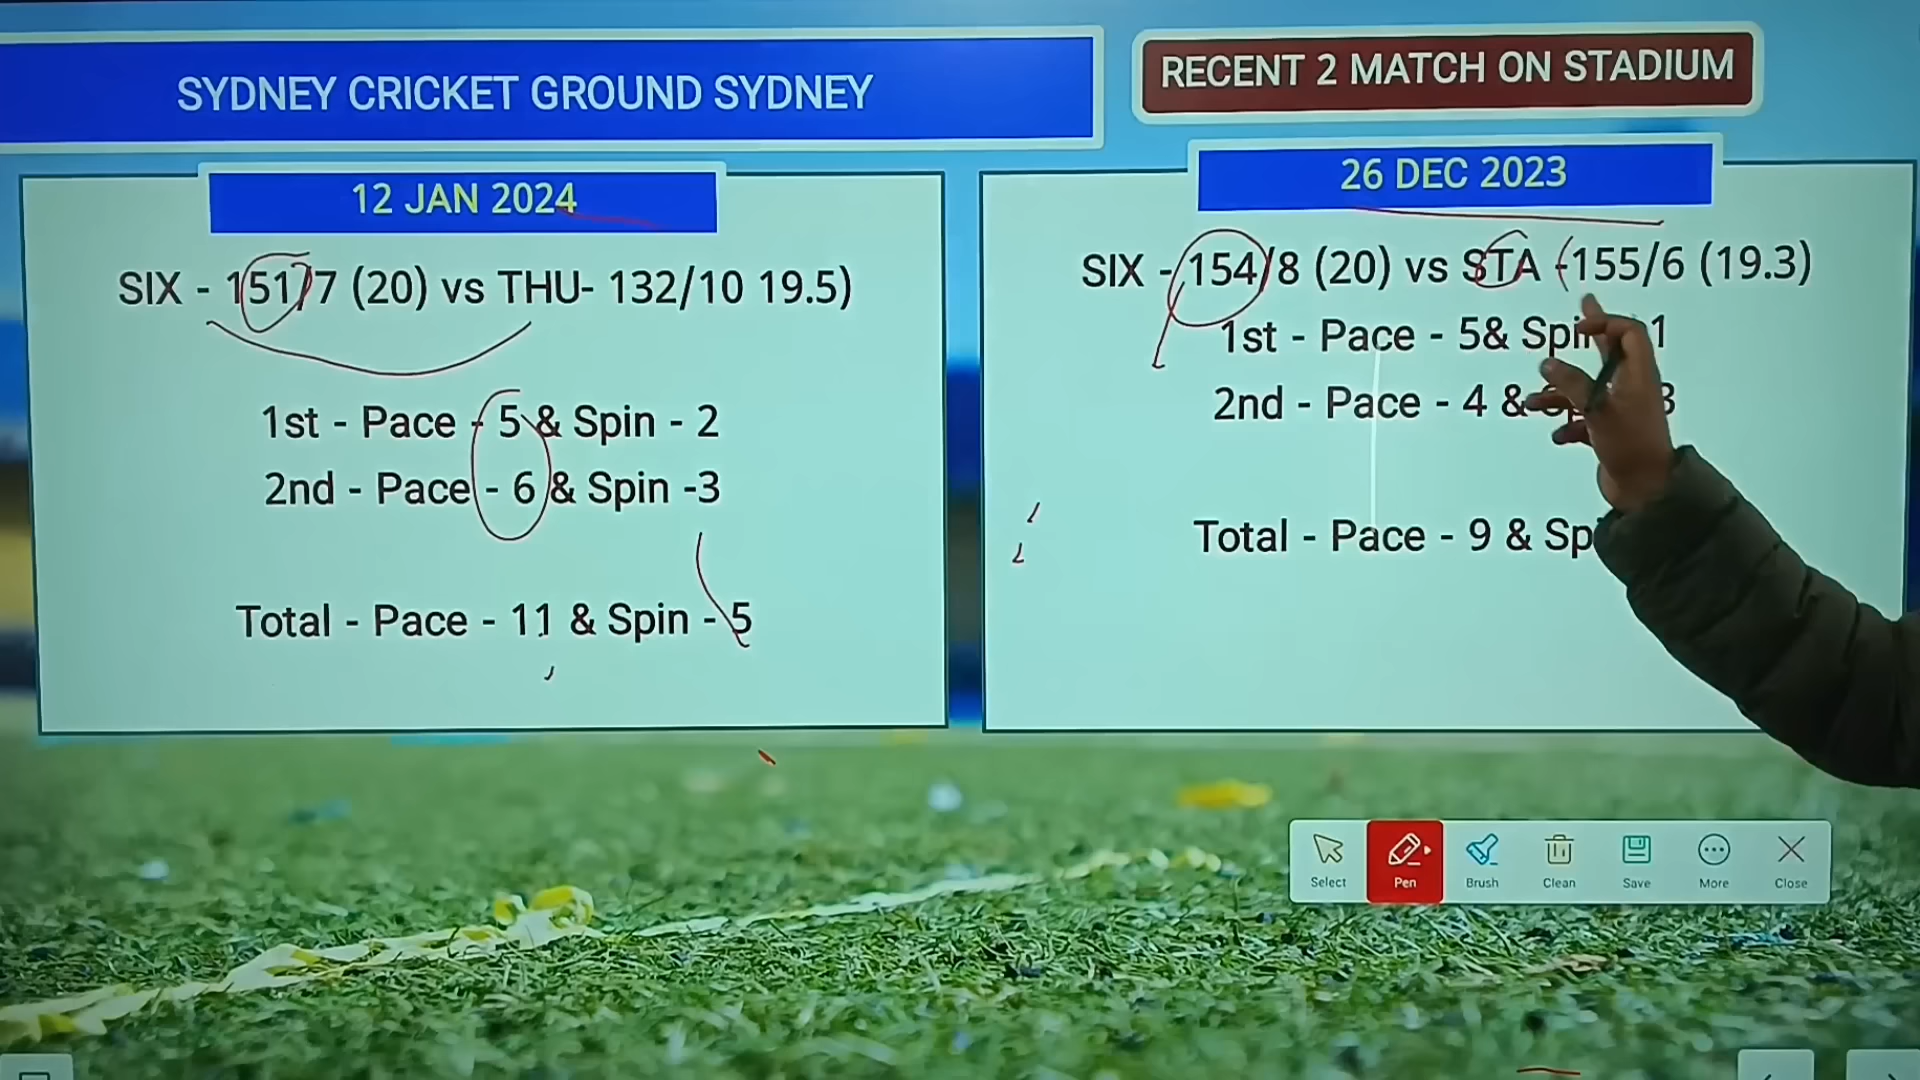 SYDNEY CRICKET GROUND SYDNEY
RECENT 2 MATCH ON STADIUM
12 JAN 2024
SIX - 151/7 (20) vs THU- 132/10 19.5)
1st - Pace - 5 & Spin - 2
2nd - Pace - 6 & Spin -3
Total - Pace - 11 & Spin - 5
26 DEC 2023
SIX - 154/8 (20) vs STA -155/6 (19.3)
1st - Pace - 5& 1
2nd - Pace - 4 &
Total - Pace - 9 &
Select Pen Brush Clean Save More Close